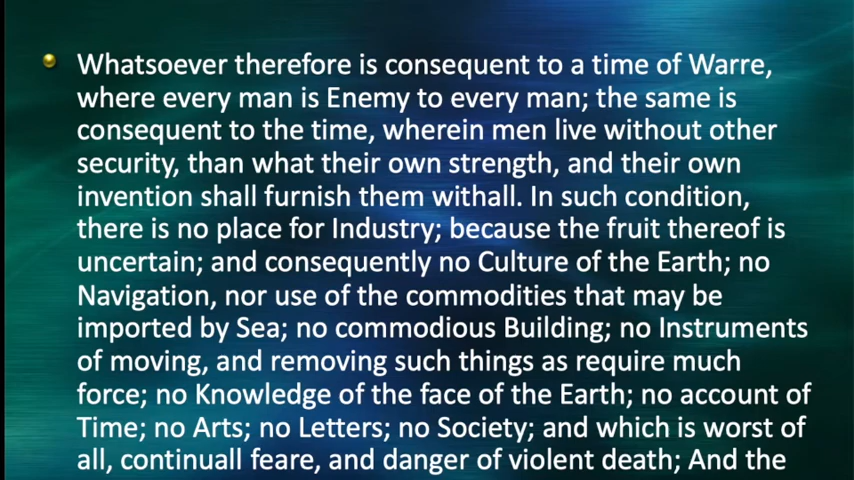 Whatsoever therefore is consequent to a time of Warre,
where every man is Enemy to every man; the same is
consequent to the time, wherein men live without other
security, than what their own strength, and their own
invention shall furnish them withall. In such condition,
there is no place for Industry; because the fruit thereof is
uncertain; and consequently no Culture of the Earth; no
Navigation, nor use of the commodities that may be
imported by Sea; no commodious Building; no Instruments
of moving, and removing such things as require much
force; no Knowledge of the face of the Earth; no account of
Time; no Arts; no Letters; no Society; and which is worst of
all, continuall feare, and danger of violent death; And the